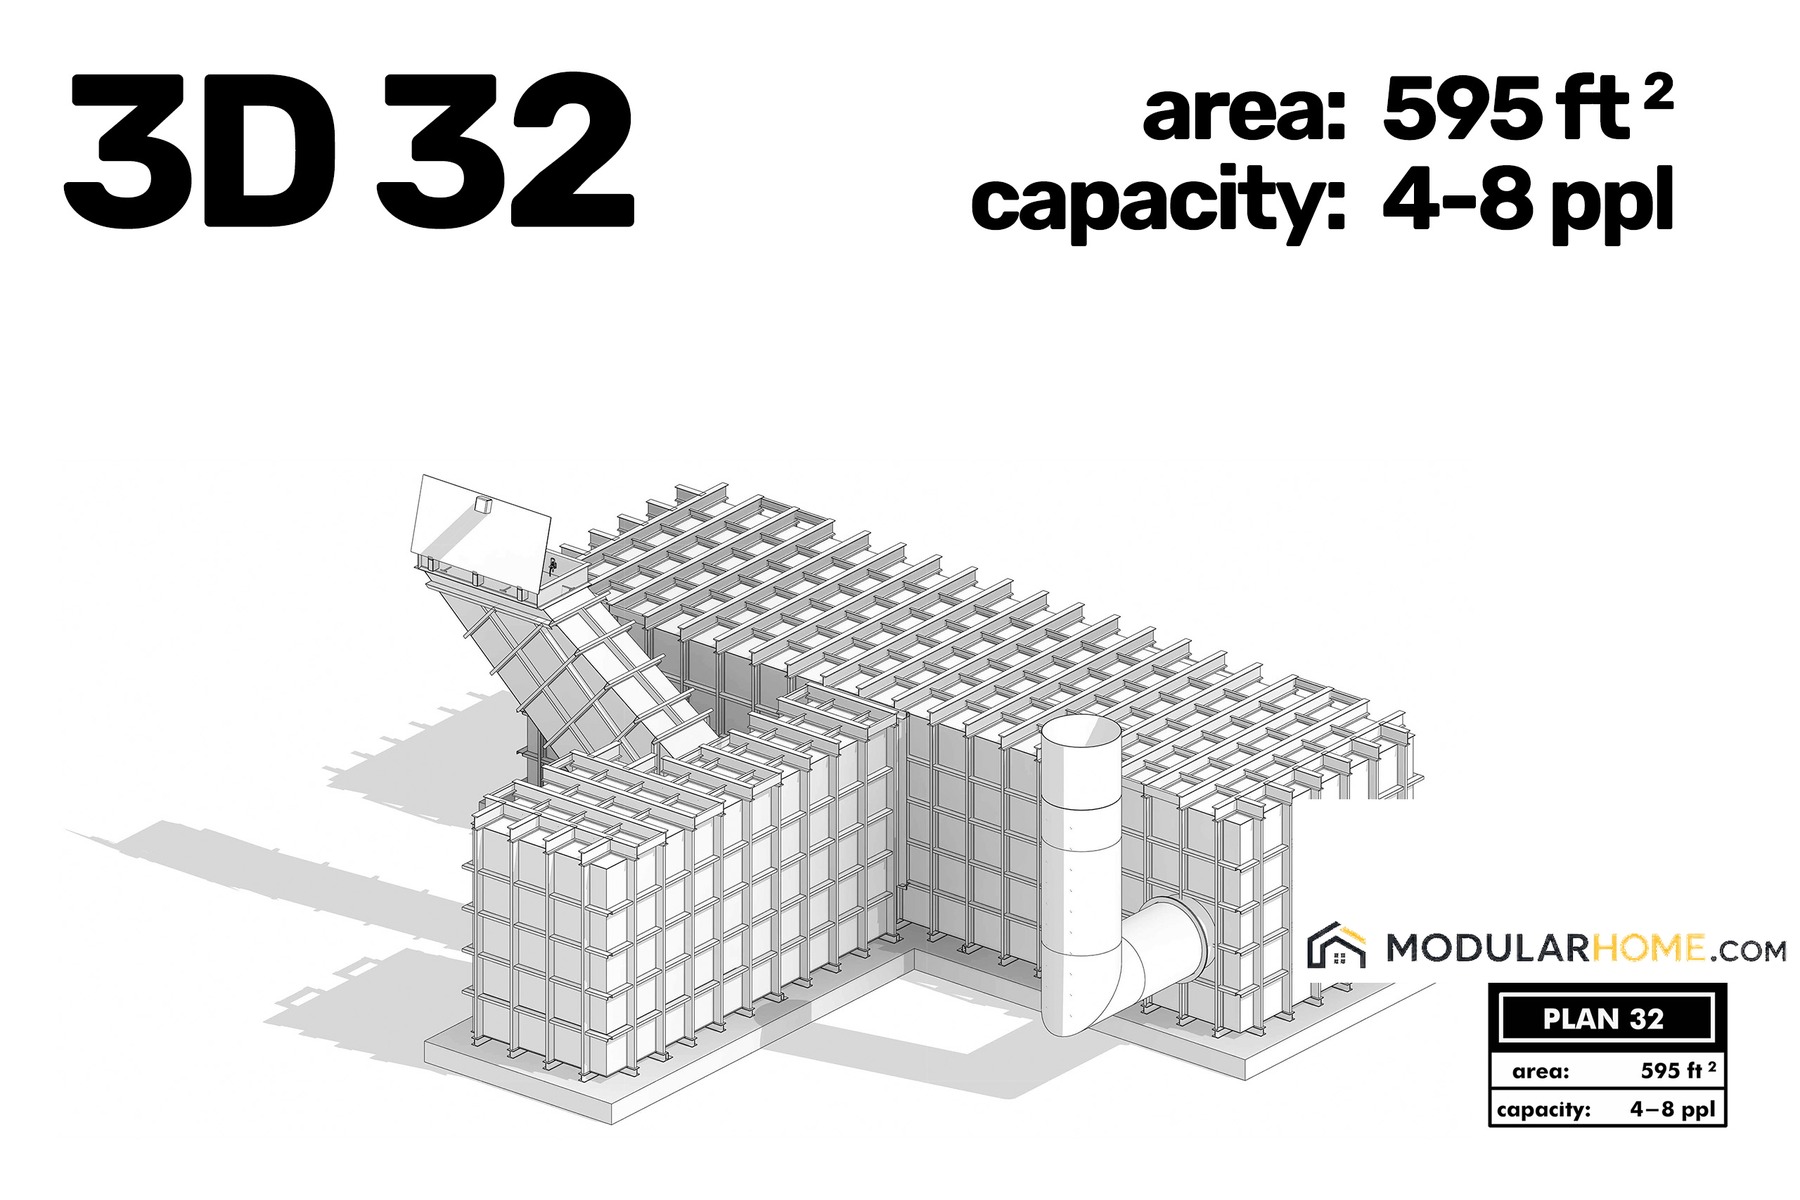 3D 32
area: 595 ft²
capacity: 4-8 ppl
MODULARHOME.COM
PLAN 32
area: 595 ft²
capacity: 4-8 ppl